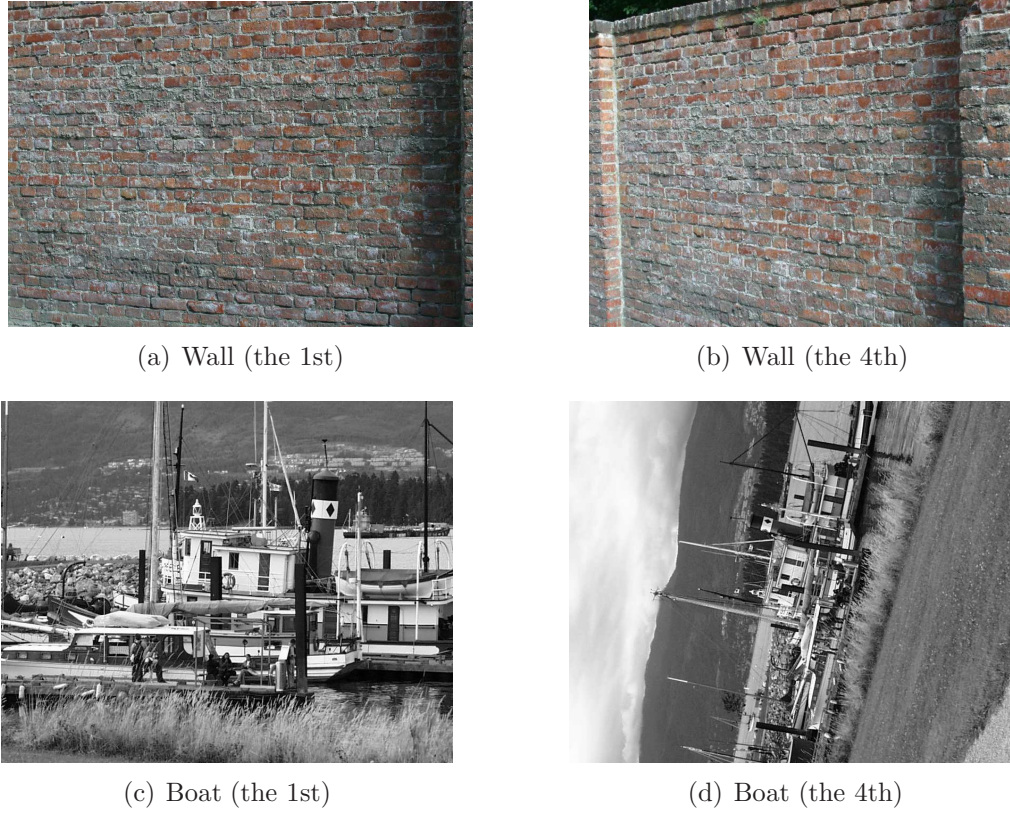 (a) Wall (the 1st)
(b) Wall (the 4th)
(c) Boat (the 1st)
(d) Boat (the 4th)